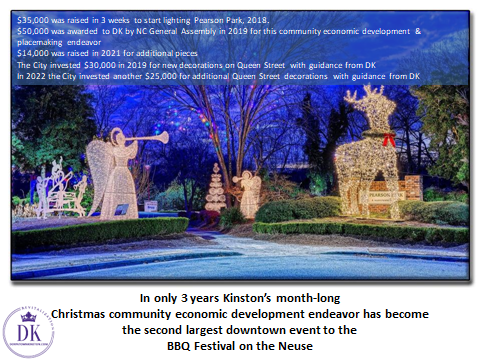 $35,000 was raised in 3 weeks to start lighting Pearson Park, 2018.
$50,000 was awarded to DK by NC General Assembly in 2019 for this community economic development &
placemaking endeavor
$14,000 was raised in 2021 for additional pieces
The City invested $30,000 in 2019 for new decorations on Queen Street with guidance from DK
In 2022 the City invested another $25,000 for additional Queen Street decorations with guidance from DK
PEARSON PARK
In only 3 years Kinston's month-long
Christmas community economic development endeavor has become
the second largest downtown event to the
BBQ Festival on the Neuse
DK